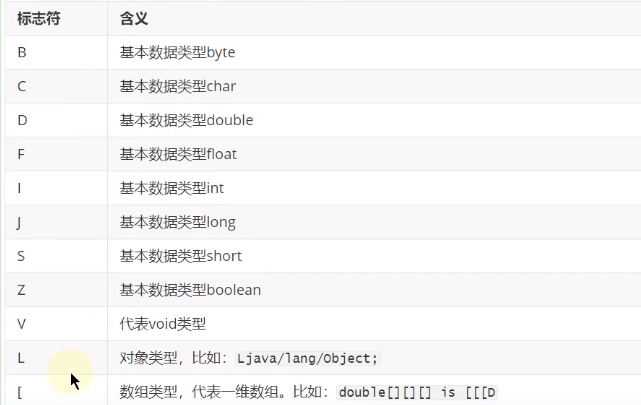 标志符 含义
B 基本数据类型byte
C 基本数据类型char
D 基本数据类型double
F 基本数据类型float
I 基本数据类型int
J 基本数据类型long
S 基本数据类型short
Z 基本数据类型boolean
V 代表void类型
L 对象类型，比如：Ljava/lang/Object;
[ 数组类型，代表一维数组。比如：double[][][] is [[[D